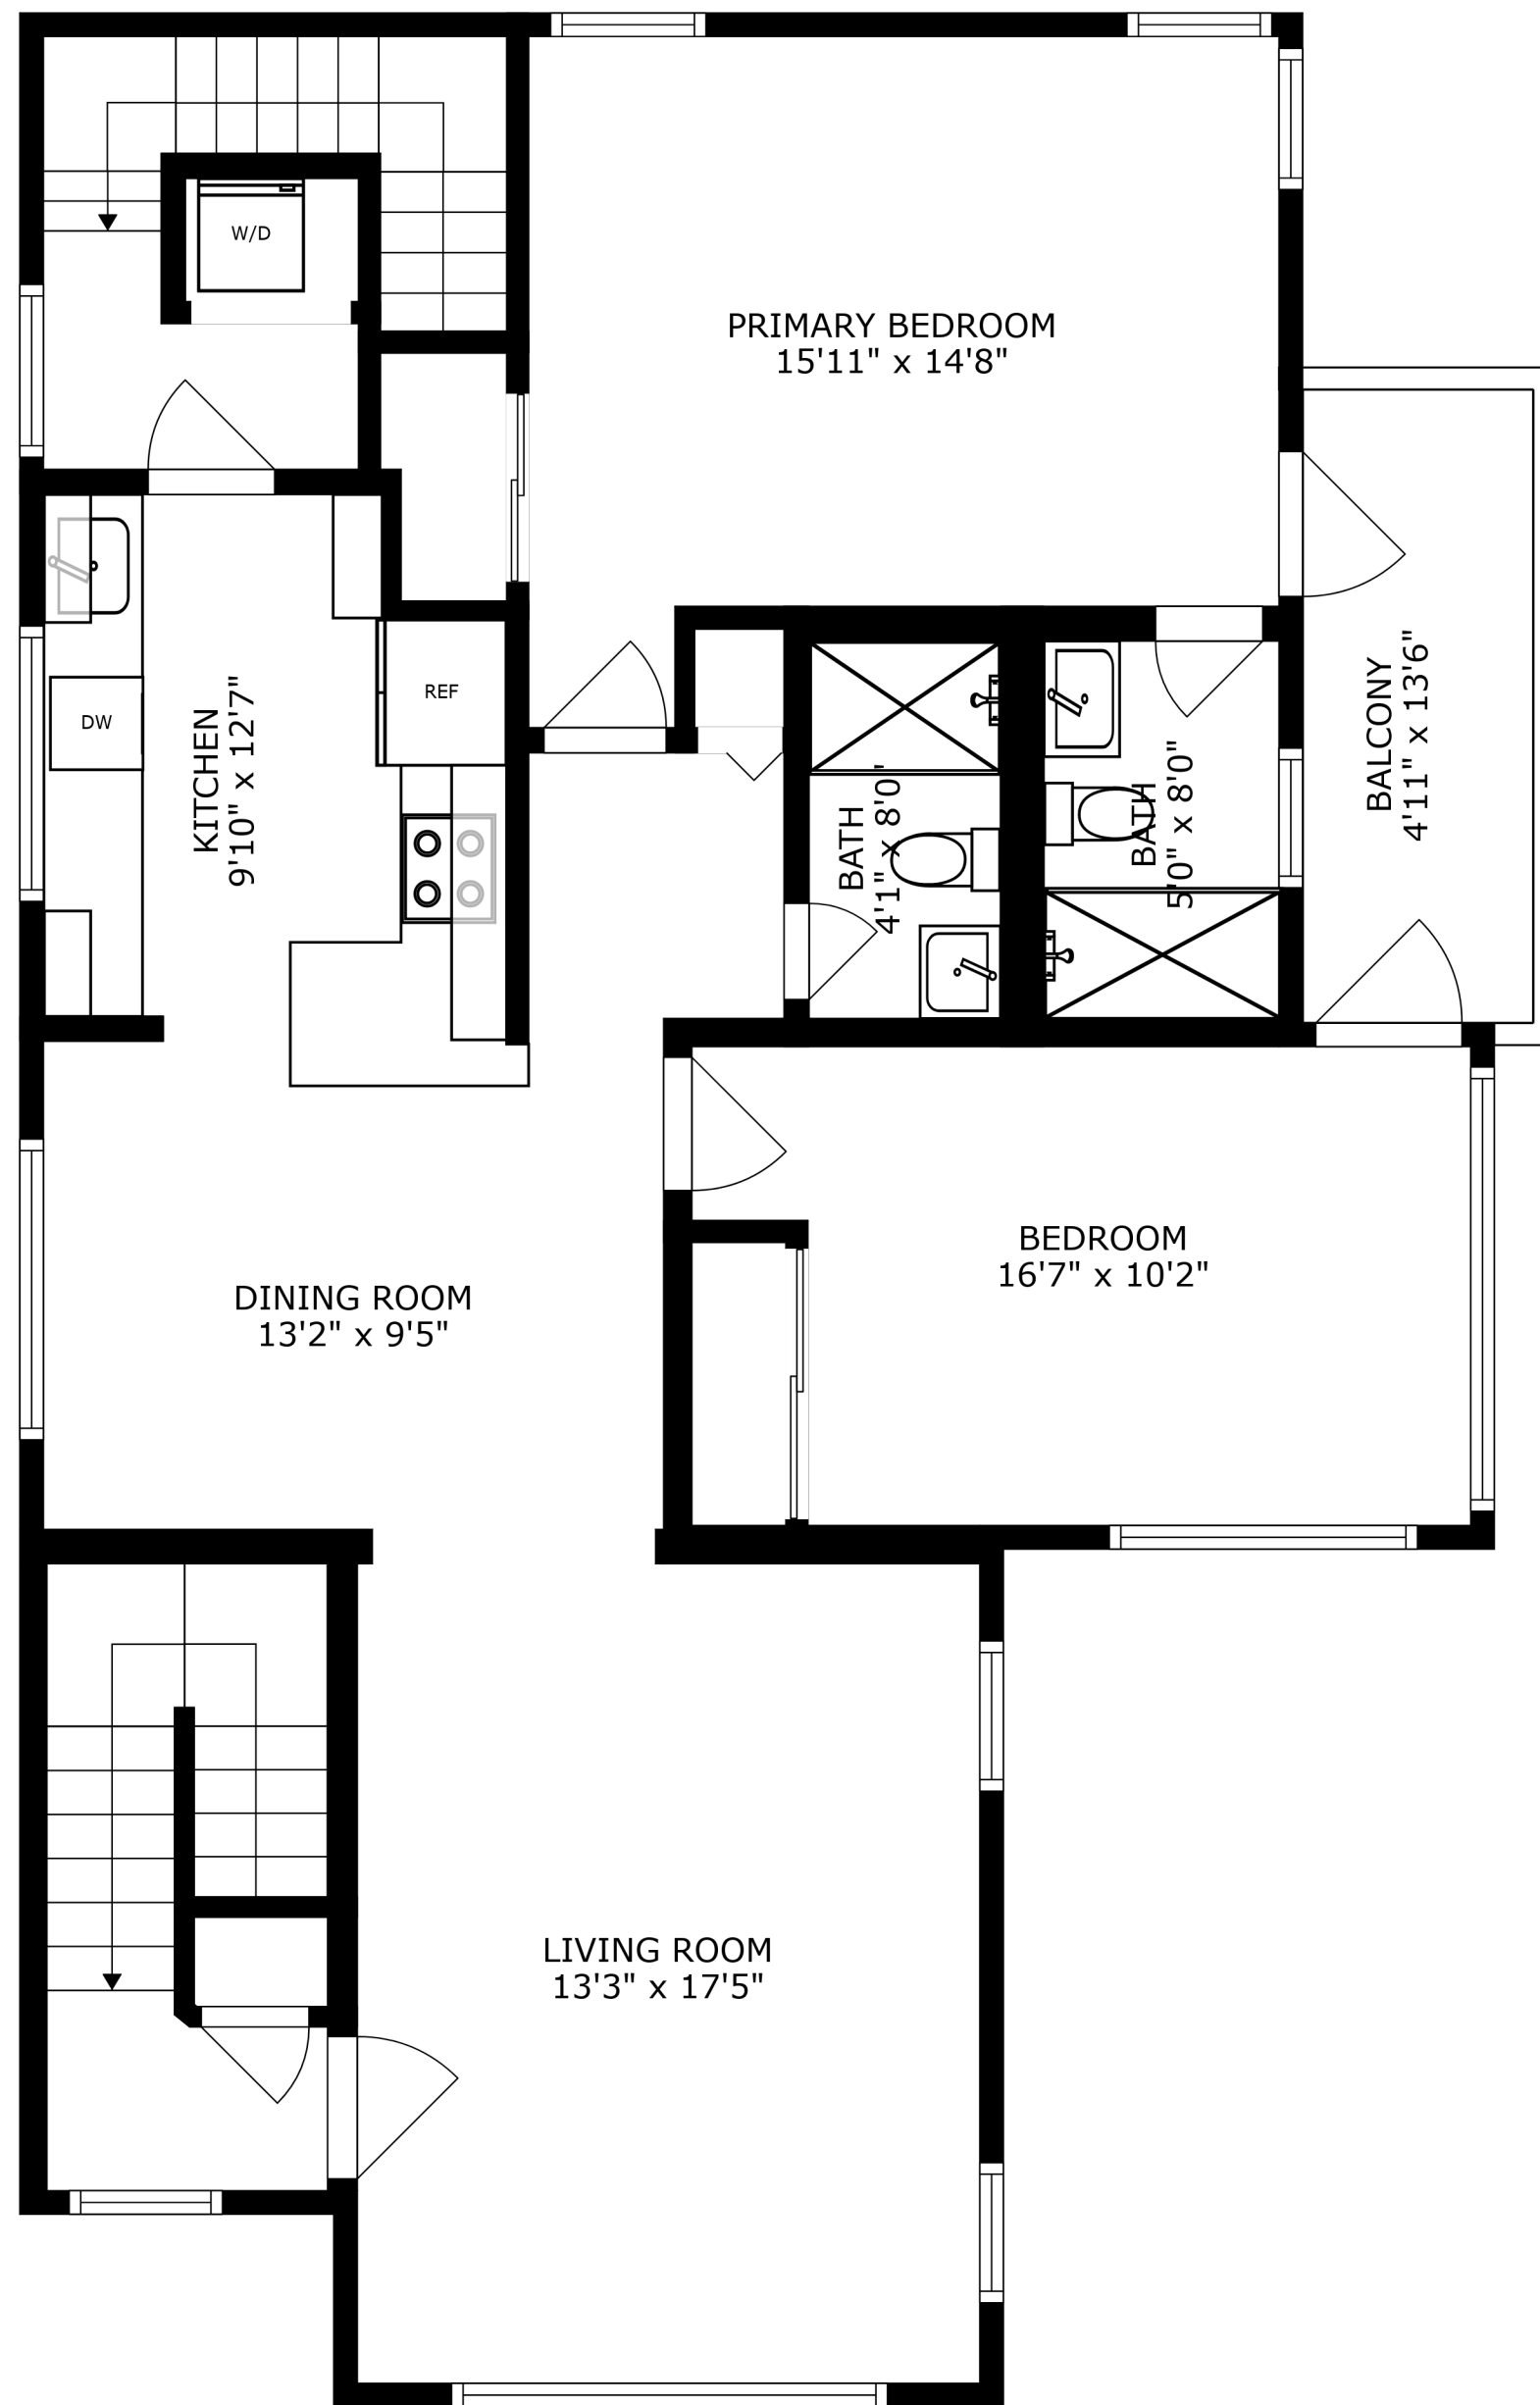 W/D
PRIMARY BEDROOM
15'11" x 14'8"
REF
DW
KITCHEN
9'10" x 12'7"
BATH
4'1" x 8'0"
BATH
5'0" x 8'0"
BALCONY
4'11" x 13'6"
BEDROOM
16'7" x 10'2"
DINING ROOM
13'2" x 9'5"
LIVING ROOM
13'3" x 17'5"